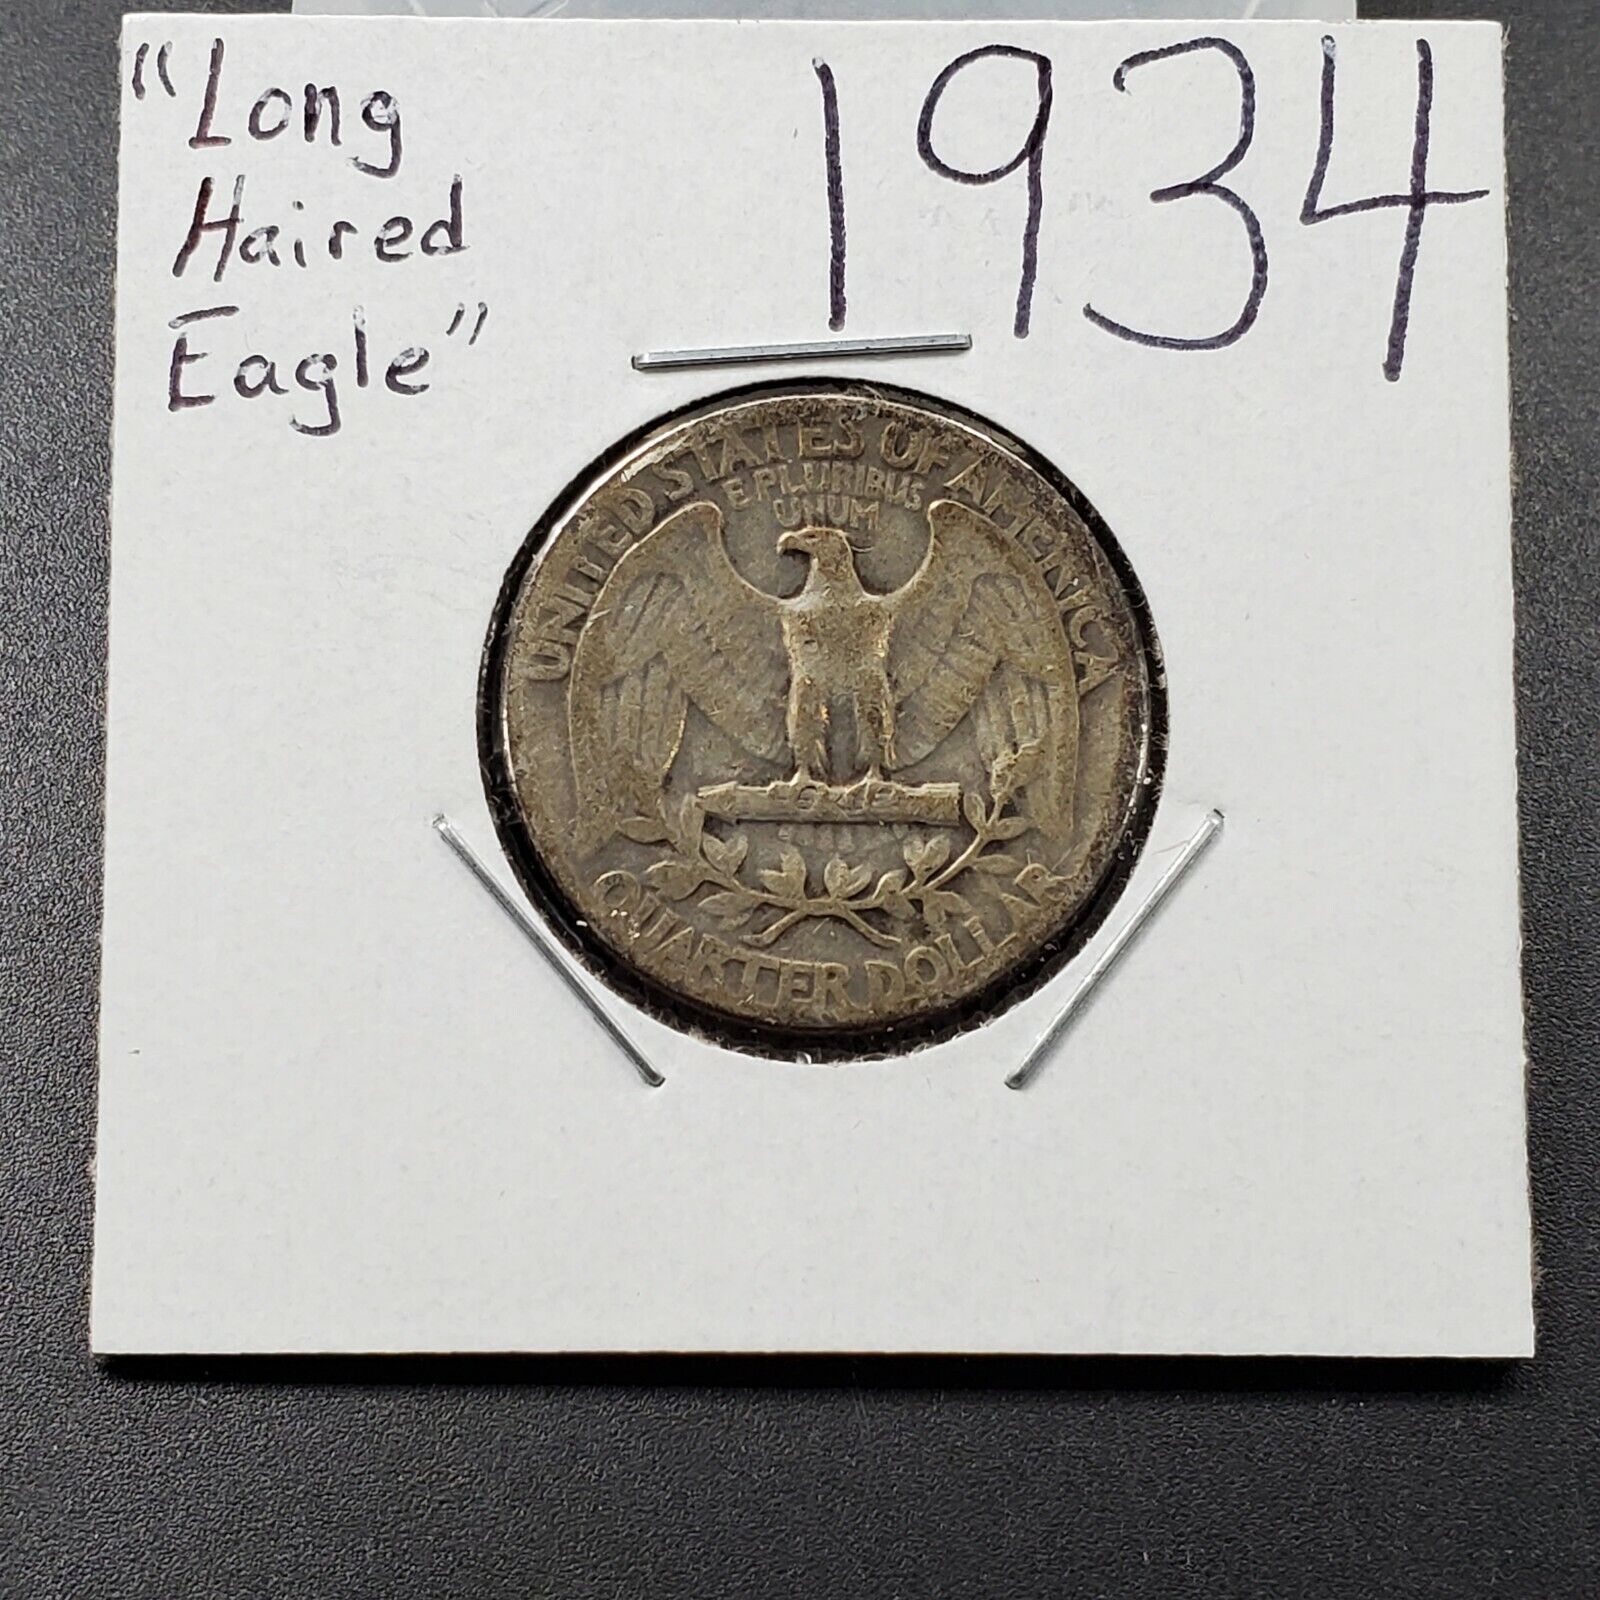 "Long
Haired
Eagle"
1934
UNITED STATES OF AMERICA
E PLURIBUS
UNUM
QUARTER DOLLAR